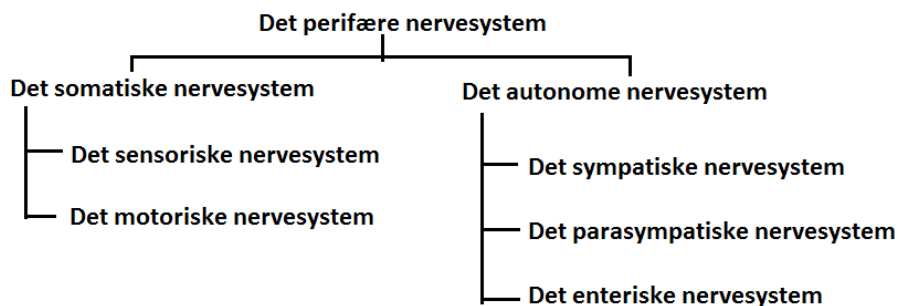 Det perifære nervesystem
Det somatiske nervesystem
Det sensoriske nervesystem
Det motoriske nervesystem
Det autonome nervesystem
Det sympatiske nervesystem
Det parasympatiske nervesystem
Det enteriske nervesystem